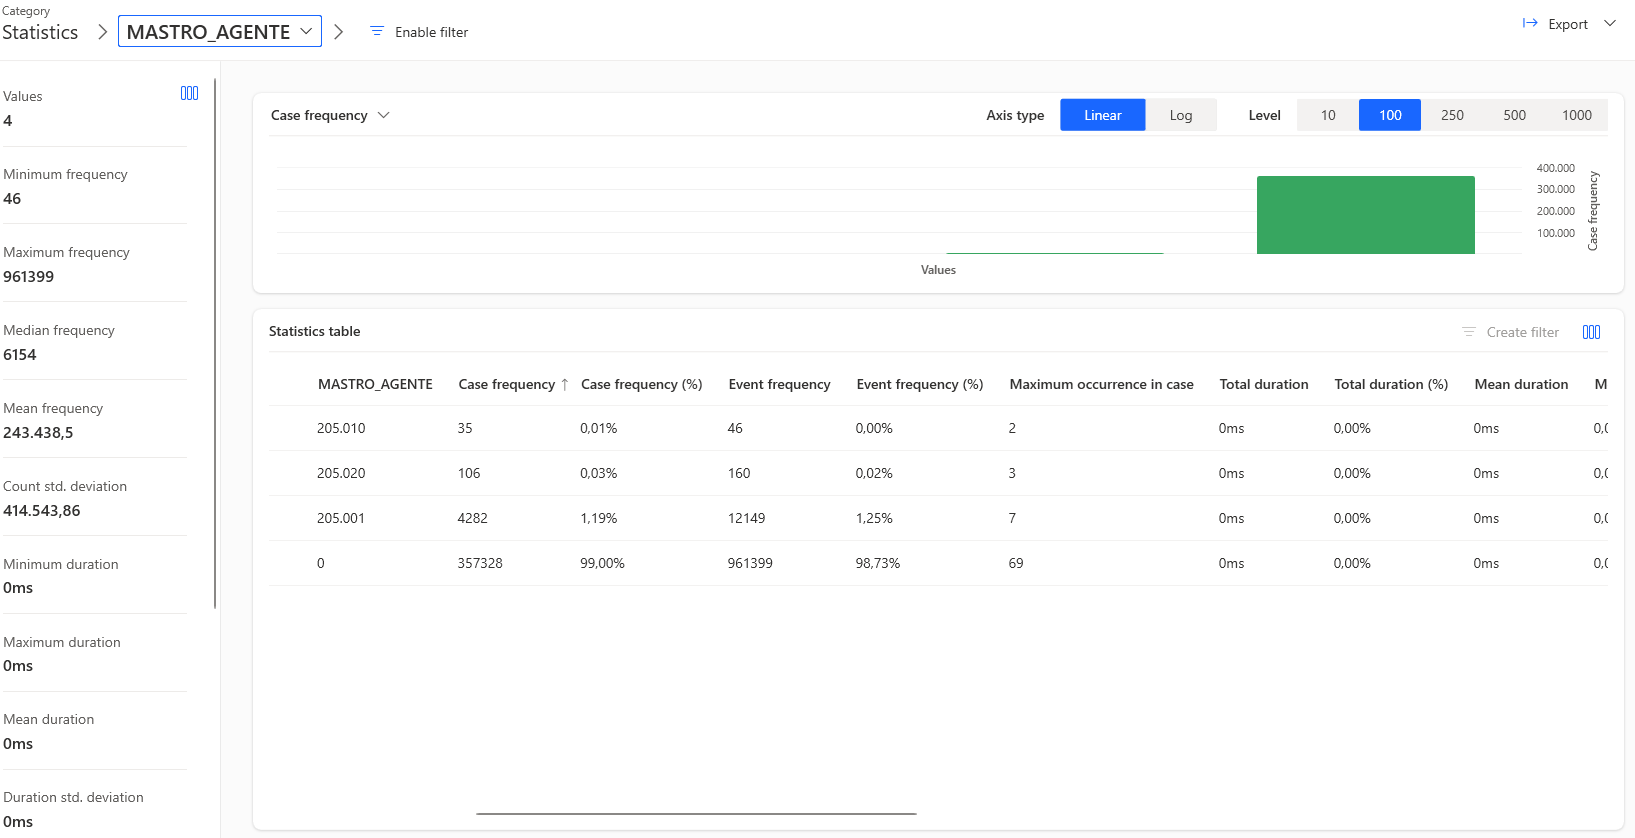 Category
Statistics
MASTRO_AGENTE
Enable filter
Export
Values
4
Minimum frequency
46
Maximum frequency
961399
Median frequency
6154
Mean frequency
243.438,5
Count std. deviation
414.543,86
Minimum duration
0ms
Maximum duration
0ms
Mean duration
0ms
Duration std. deviation
0ms
Case frequency
Axis type Linear Log Level 10 100 250 500 1000
400.000
300.000
200.000
100.000
Case frequency
Values
Statistics table
Create filter
MASTRO_AGENTE Case frequency ↑ Case frequency (%) Event frequency Event frequency (%) Maximum occurrence in case Total duration Total duration (%) Mean duration M
205.010 35 0,01% 46 0,00% 2 0ms 0,00% 0ms 0,0
205.020 106 0,03% 160 0,02% 3 0ms 0,00% 0ms 0,0
205.001 4282 1,19% 12149 1,25% 7 0ms 0,00% 0ms 0,0
0 357328 99,00% 961399 98,73% 69 0ms 0,00% 0ms 0,0